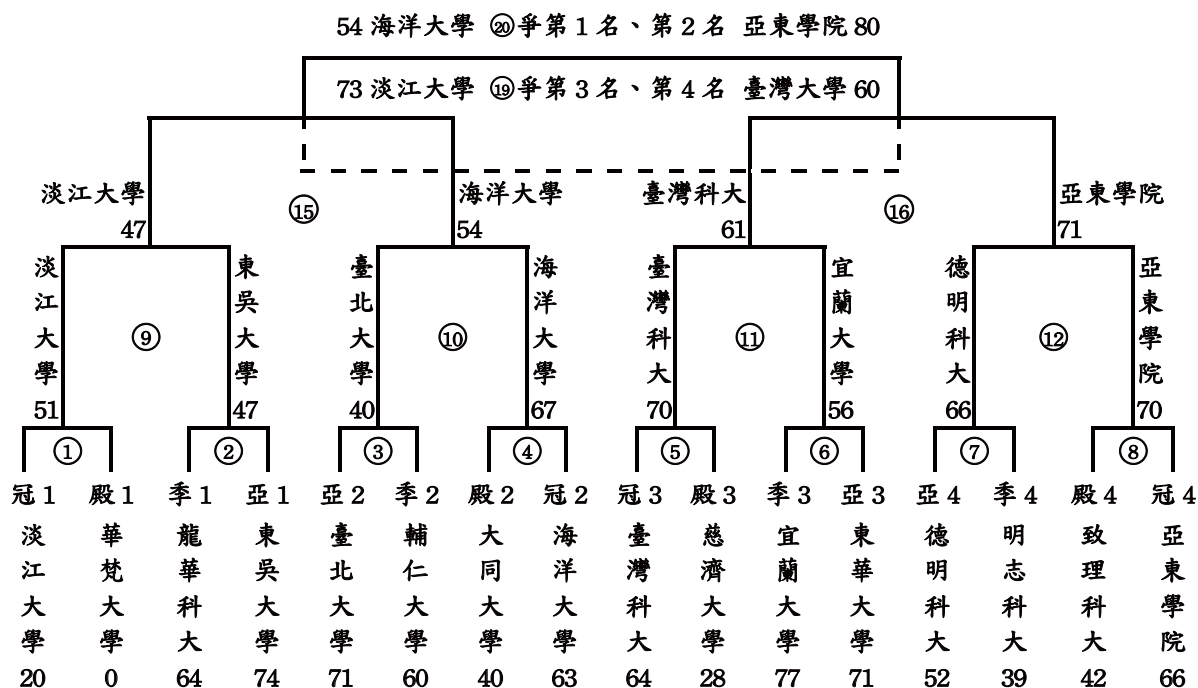 54 海洋大學 ⑳爭第 1 名、第 2 名 亞東學院 80
73 淡江大學 ⑲爭第 3 名、第 4 名 臺灣大學 60
淡江大學 47
⑮
海洋大學 54
臺灣科大 61
⑯
亞東學院 71
淡江大學 51
⑨
東吳大學 47
臺北大學 40
⑩
海洋大學 67
臺灣科大 70
⑪
宜蘭大學 56
德明科大 66
⑫
亞東學院 70
① ② ③ ④ ⑤ ⑥ ⑦ ⑧
冠 1 殿 1 季 1 亞 1 亞 2 季 2 殿 2 冠 2 冠 3 殿 3 季 3 亞 3 亞 4 季 4 殿 4 冠 4
淡江大學 20
華梵大學 0
龍華科大 64
東吳大學 74
臺北大學 71
輔仁大學 60
大同大學 40
海洋大學 63
臺灣科大 64
慈濟大學 28
宜蘭大學 77
東華大學 71
德明科大 52
明志科大 39
致理科大 42
亞東學院 66